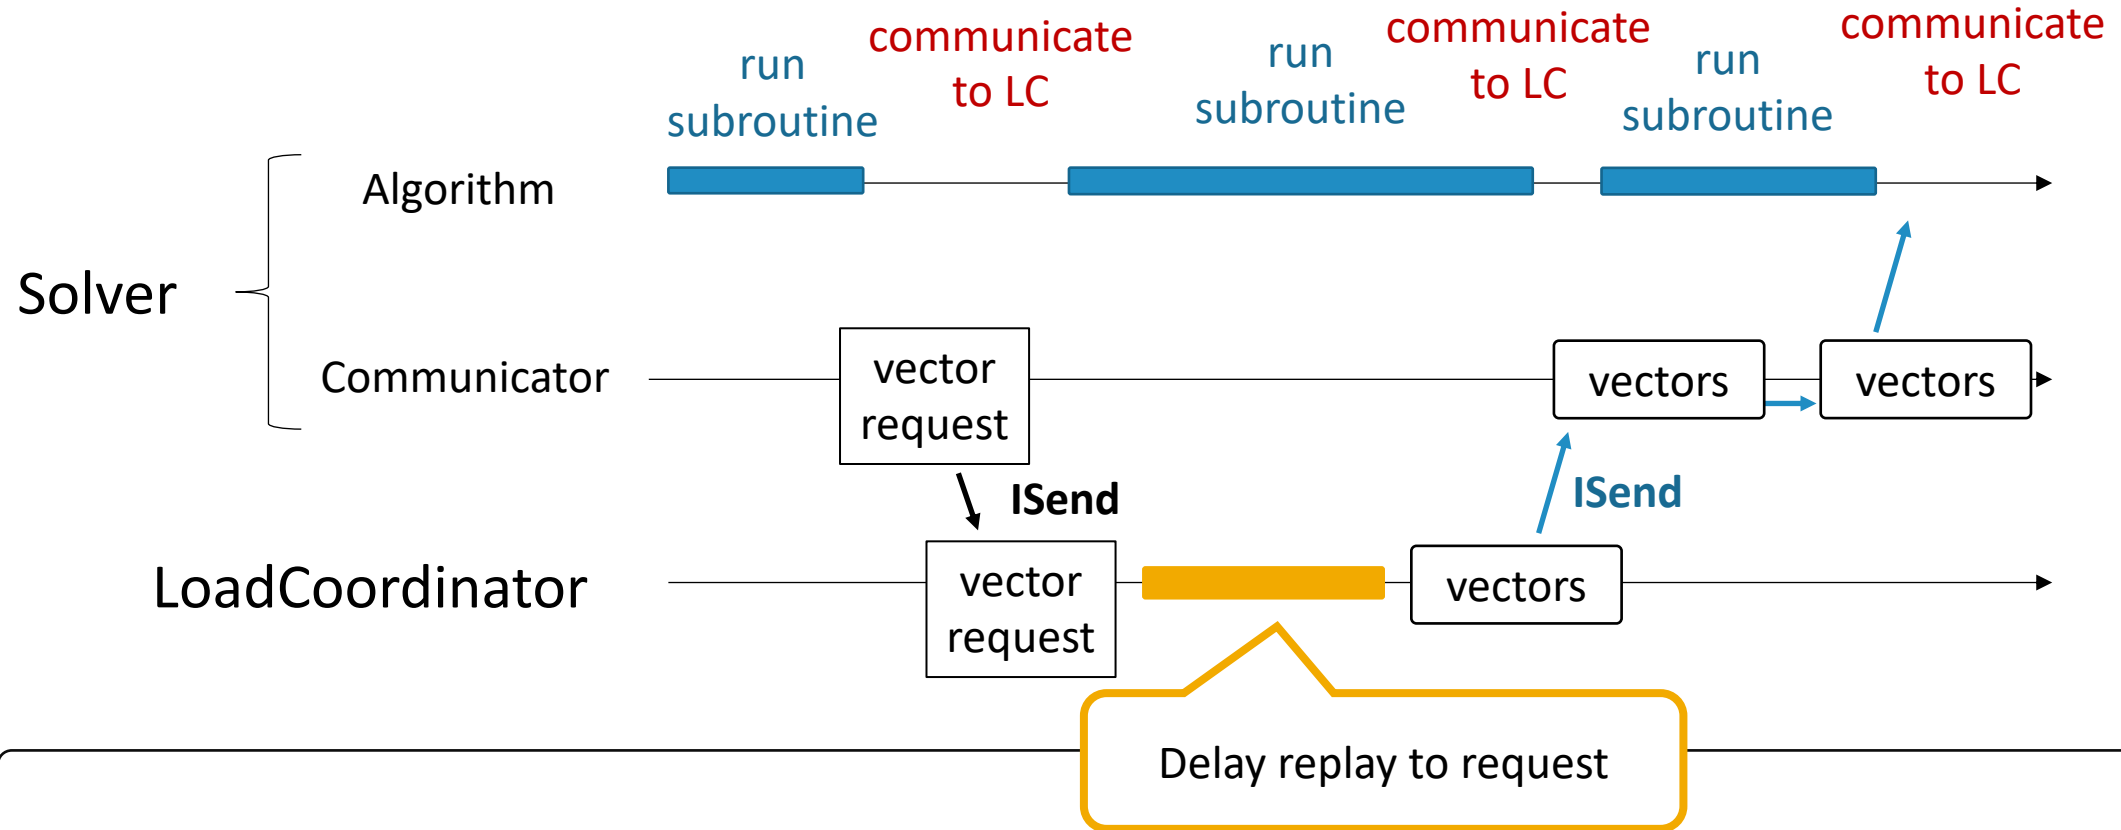 run
subroutine
communicate
to LC
run
subroutine
communicate
to LC
run
subroutine
communicate
to LC
Algorithm
Solver
Communicator
vector
request
vectors
vectors
ISend
ISend
LoadCoordinator
vector
request
vectors
Delay replay to request